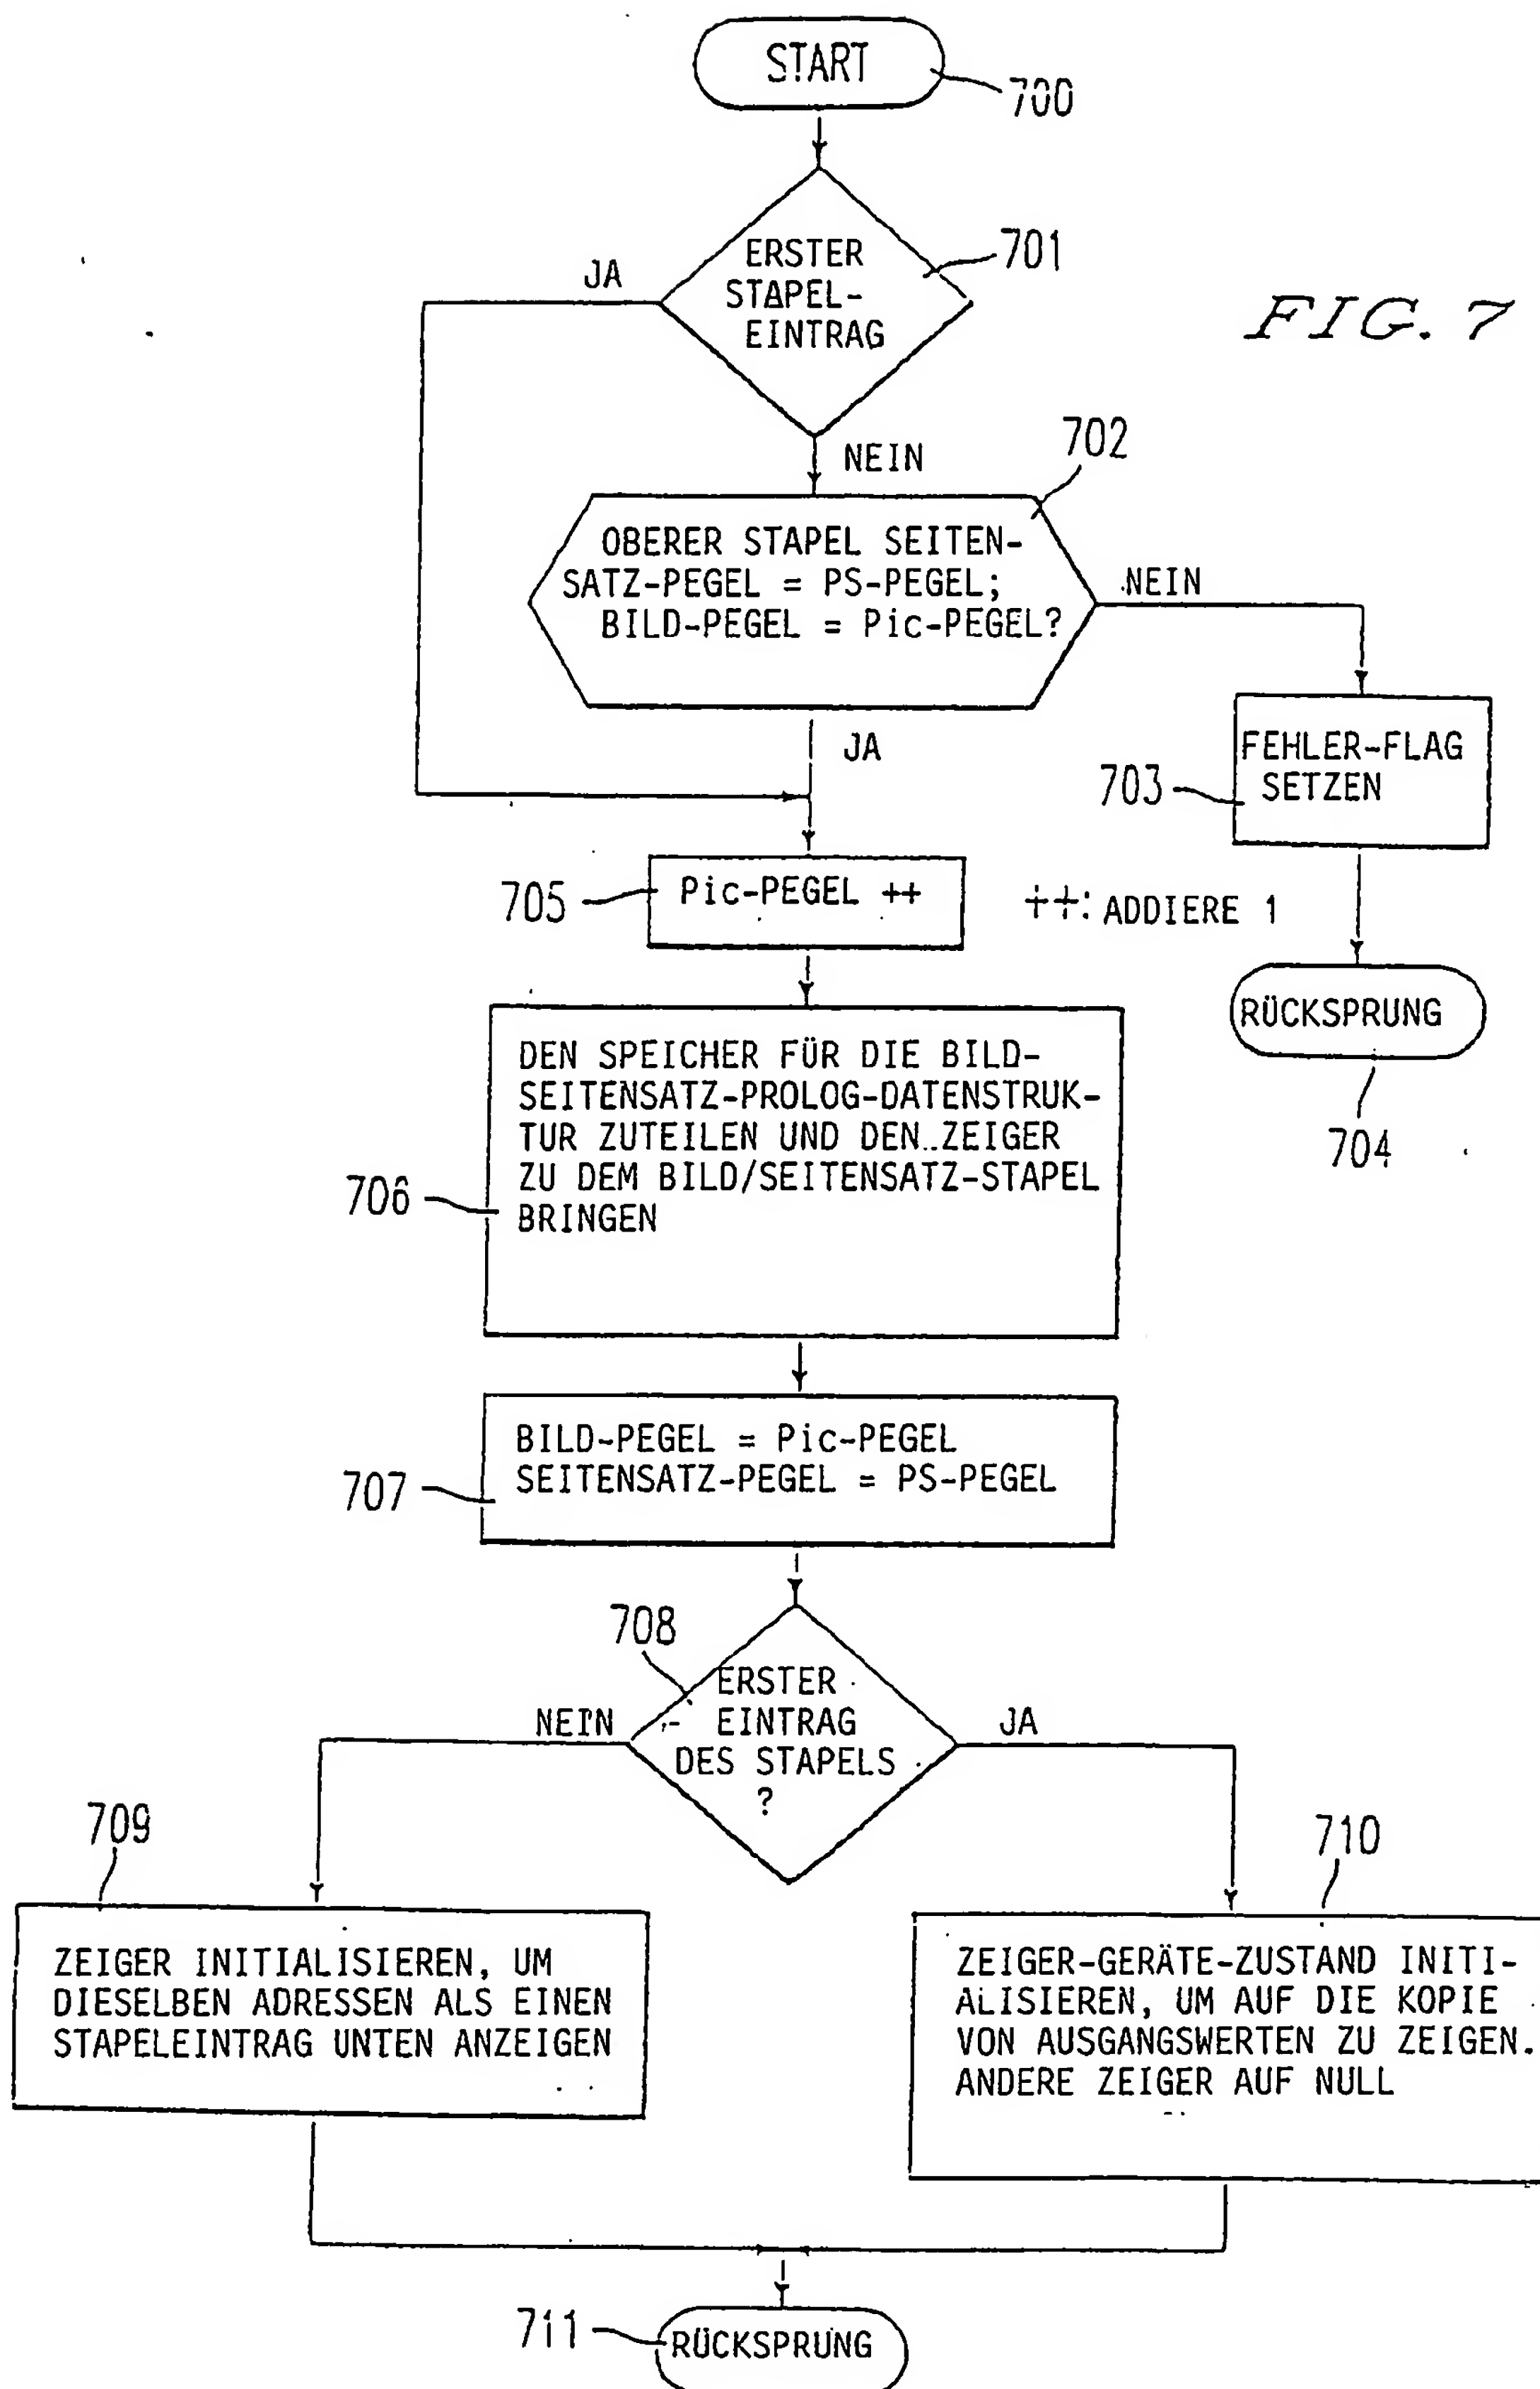 START
700
ERSTER
STAPEL-
EINTRAG
701
JA
FIG. 7
NEIN
702
OBERER STAPEL SEITEN-
SATZ-PEGEL = PS-PEGEL;
BILD-PEGEL = Pic-PEGEL?
NEIN
JA
FEHLER-FLAG
SETZEN
703
705
Pic-PEGEL ++
++: ADDIERE 1
RÜCKSPRUNG
704
DEN SPEICHER FÜR DIE BILD-
SEITENSATZ-PROLOG-DATENSTRUK-
TUR ZUTEILEN UND DEN ZEIGER
ZU DEM BILD/SEITENSATZ-STAPEL
BRINGEN
706
BILD-PEGEL = Pic-PEGEL
SEITENSATZ-PEGEL = PS-PEGEL
707
708
ERSTER
EINTRAG
DES STAPELS
?
NEIN
JA
709
710
ZEIGER INITIALISIEREN, UM
DIESELBEN ADRESSEN ALS EINEN
STAPELEINTRAG UNTEN ANZEIGEN
ZEIGER-GERÄTE-ZUSTAND INITI-
ALISIEREN, UM AUF DIE KOPIE
VON AUSGANGSWERTEN ZU ZEIGEN.
ANDERE ZEIGER AUF NULL
711
RÜCKSPRUNG